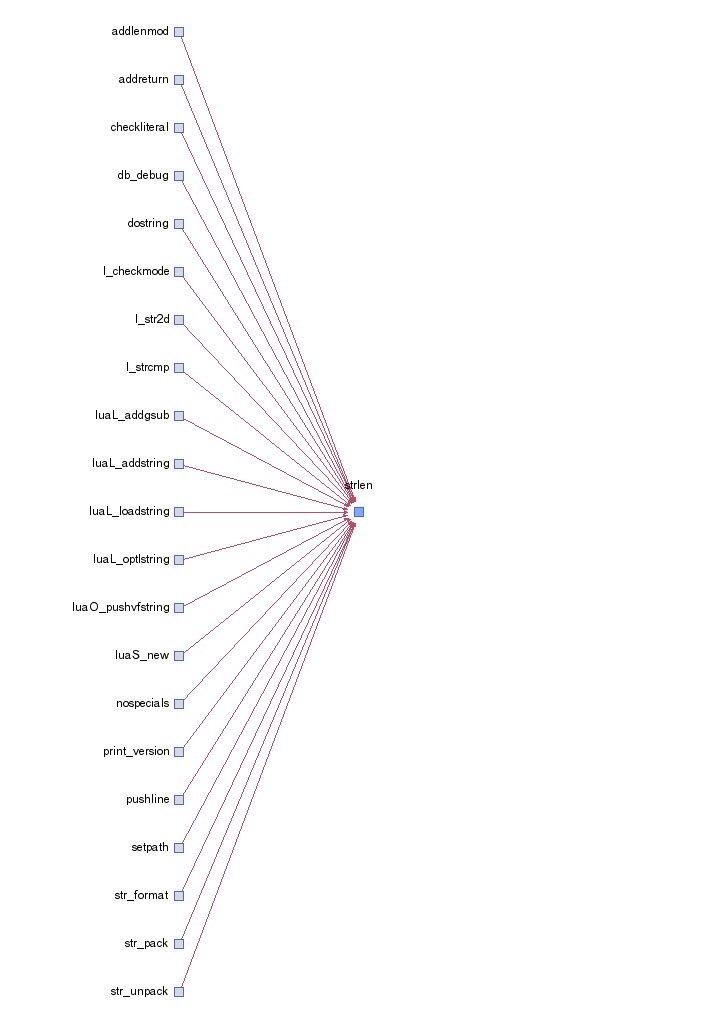 addlenmod
addreturn
checkliteral
db_debug
dostring
l_checkmode
l_str2d
l_strcmp
luaL_addgsub
luaL_addstring
strlen
luaL_loadstring
luaL_optlstring
luaO_pushvfstring
luaS_new
nospecials
print_version
pushline
setpath
str_format
str_pack
str_unpack